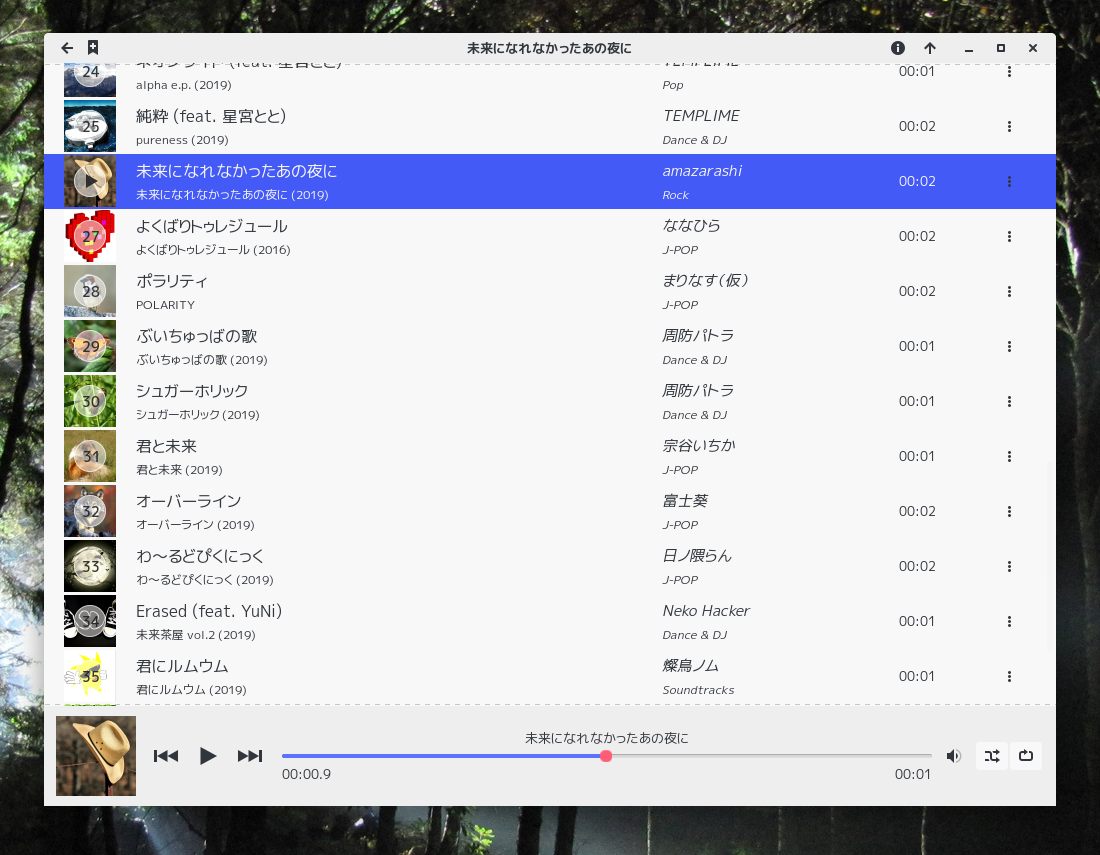 未来になれなかったあの夜に
24
alpha e.p. (2019)
Pop
00:01
25
純粋 (feat. 星宮とと)
TEMPLIME
00:02
pureness (2019)
Dance & DJ
未来になれなかったあの夜に
amazarashi
00:02
未来になれなかったあの夜に (2019)
Rock
27
よくばりトゥレジュール
ななひら
00:02
よくばりトゥレジュール (2016)
J-POP
28
ポラリティ
まりなす(仮)
00:02
POLARITY
J-POP
29
ぶいちゅっばの歌
周防パトラ
00:01
ぶいちゅっばの歌 (2019)
Dance & DJ
30
シュガーホリック
周防パトラ
00:01
シュガーホリック (2019)
Dance & DJ
31
君と未来
宗谷いちか
00:01
君と未来 (2019)
J-POP
32
オーバーライン
富士葵
00:02
オーバーライン (2019)
J-POP
33
わ〜るどぴくにっく
日ノ隈らん
00:02
わ〜るどぴくにっく (2019)
J-POP
34
Erased (feat. YuNi)
Neko Hacker
00:01
未来茶屋 vol.2 (2019)
Dance & DJ
35
君にルムウム
燦鳥ノム
00:01
君にルムウム (2019)
Soundtracks
未来になれなかったあの夜に
00:00.9
00:01